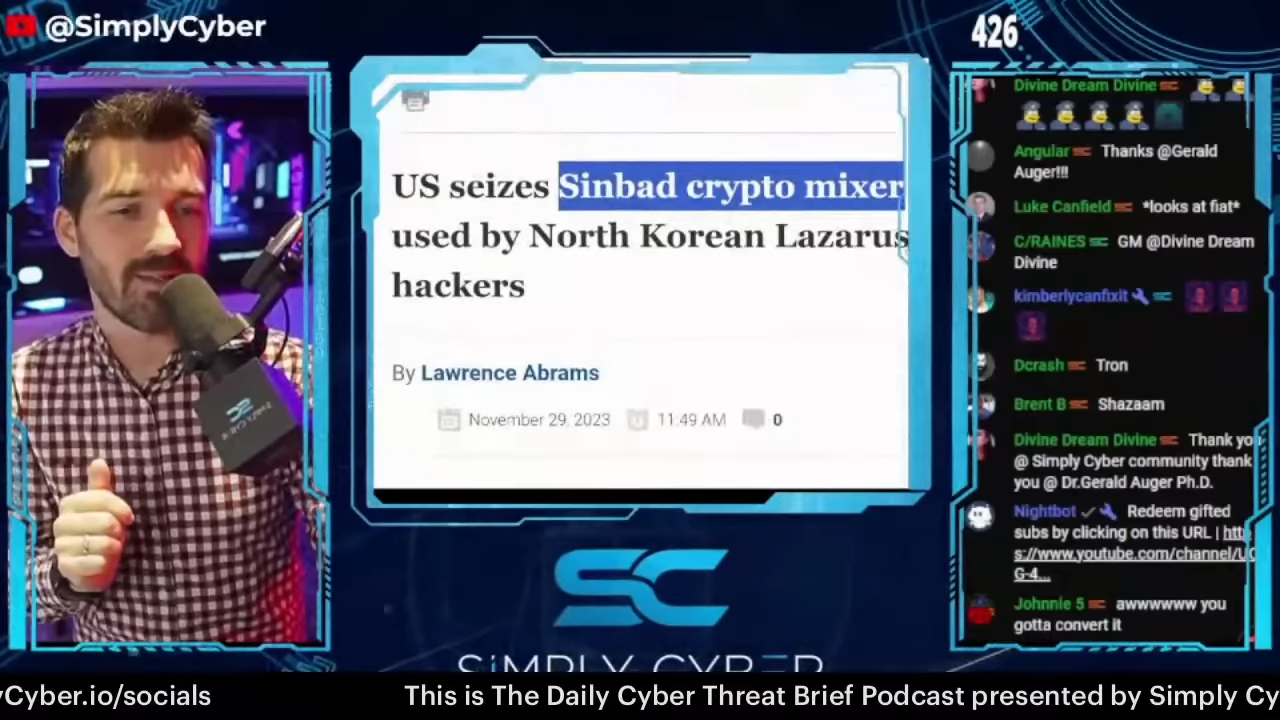 @SimplyCyber
426
US seizes Sinbad crypto mixer
used by North Korean Lazarus
hackers
By Lawrence Abrams
November 29, 2023 11:49 AM 0
Divine Dream Divine
Angular Thanks @Gerald
Auger!!!
Luke Canfield *looks at fiat*
C/RAINES GM @Divine Dream
Divine
kimberlycanfixit
Dcrash Tron
Brent B Shazaam
Divine Dream Divine Thank you
@ Simply Cyber community thank
you @ Dr.Gerald Auger Ph.D.
Nightbot Redeem gifted
subs by clicking on this URL | http
s://www.youtube.com/channel/UC
G-4...
Johnnie 5 awwwwww you
gotta convert it
SC
SIMPLY CYBER
yCyber.io/socials
This is The Daily Cyber Threat Brief Podcast presented by Simply Cy